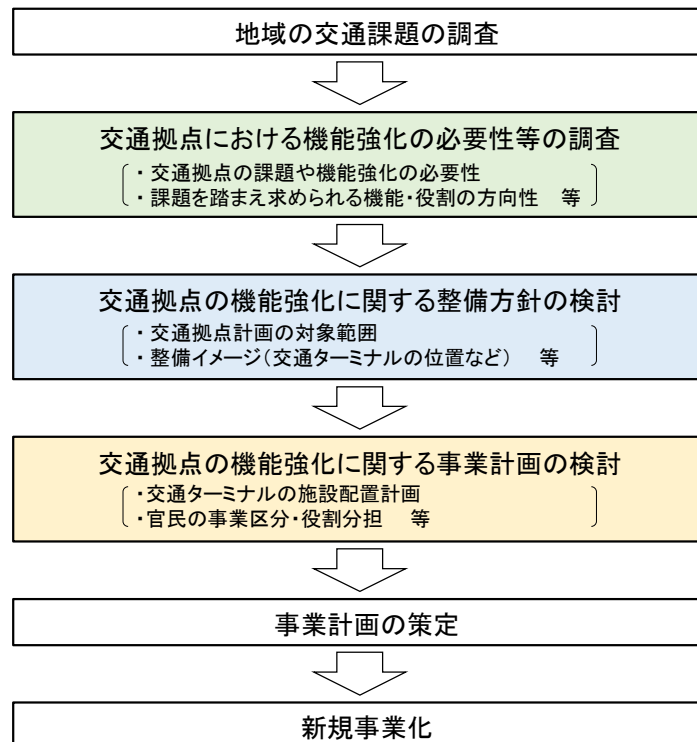 地域の交通課題の調査
交通拠点における機能強化の必要性等の調査
・交通拠点の課題や機能強化の必要性
・課題を踏まえ求められる機能・役割の方向性　等
交通拠点の機能強化に関する整備方針の検討
・交通拠点計画の対象範囲
・整備イメージ（交通ターミナルの位置など）　等
交通拠点の機能強化に関する事業計画の検討
・交通ターミナルの施設配置計画
・官民の事業区分・役割分担　等
事業計画の策定
新規事業化